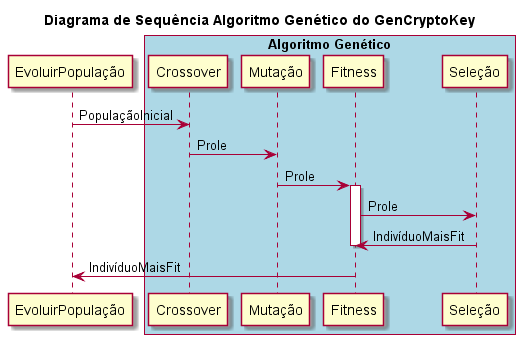 Diagrama de Sequência Algoritmo Genético do GenCryptoKey
Algoritmo Genético
EvoluirPopulação
Crossover
Mutação
Fitness
Seleção
PopulaçãoInicial
Prole
Prole
Prole
IndivíduoMaisFit
IndivíduoMaisFit
EvoluirPopulação
Crossover
Mutação
Fitness
Seleção